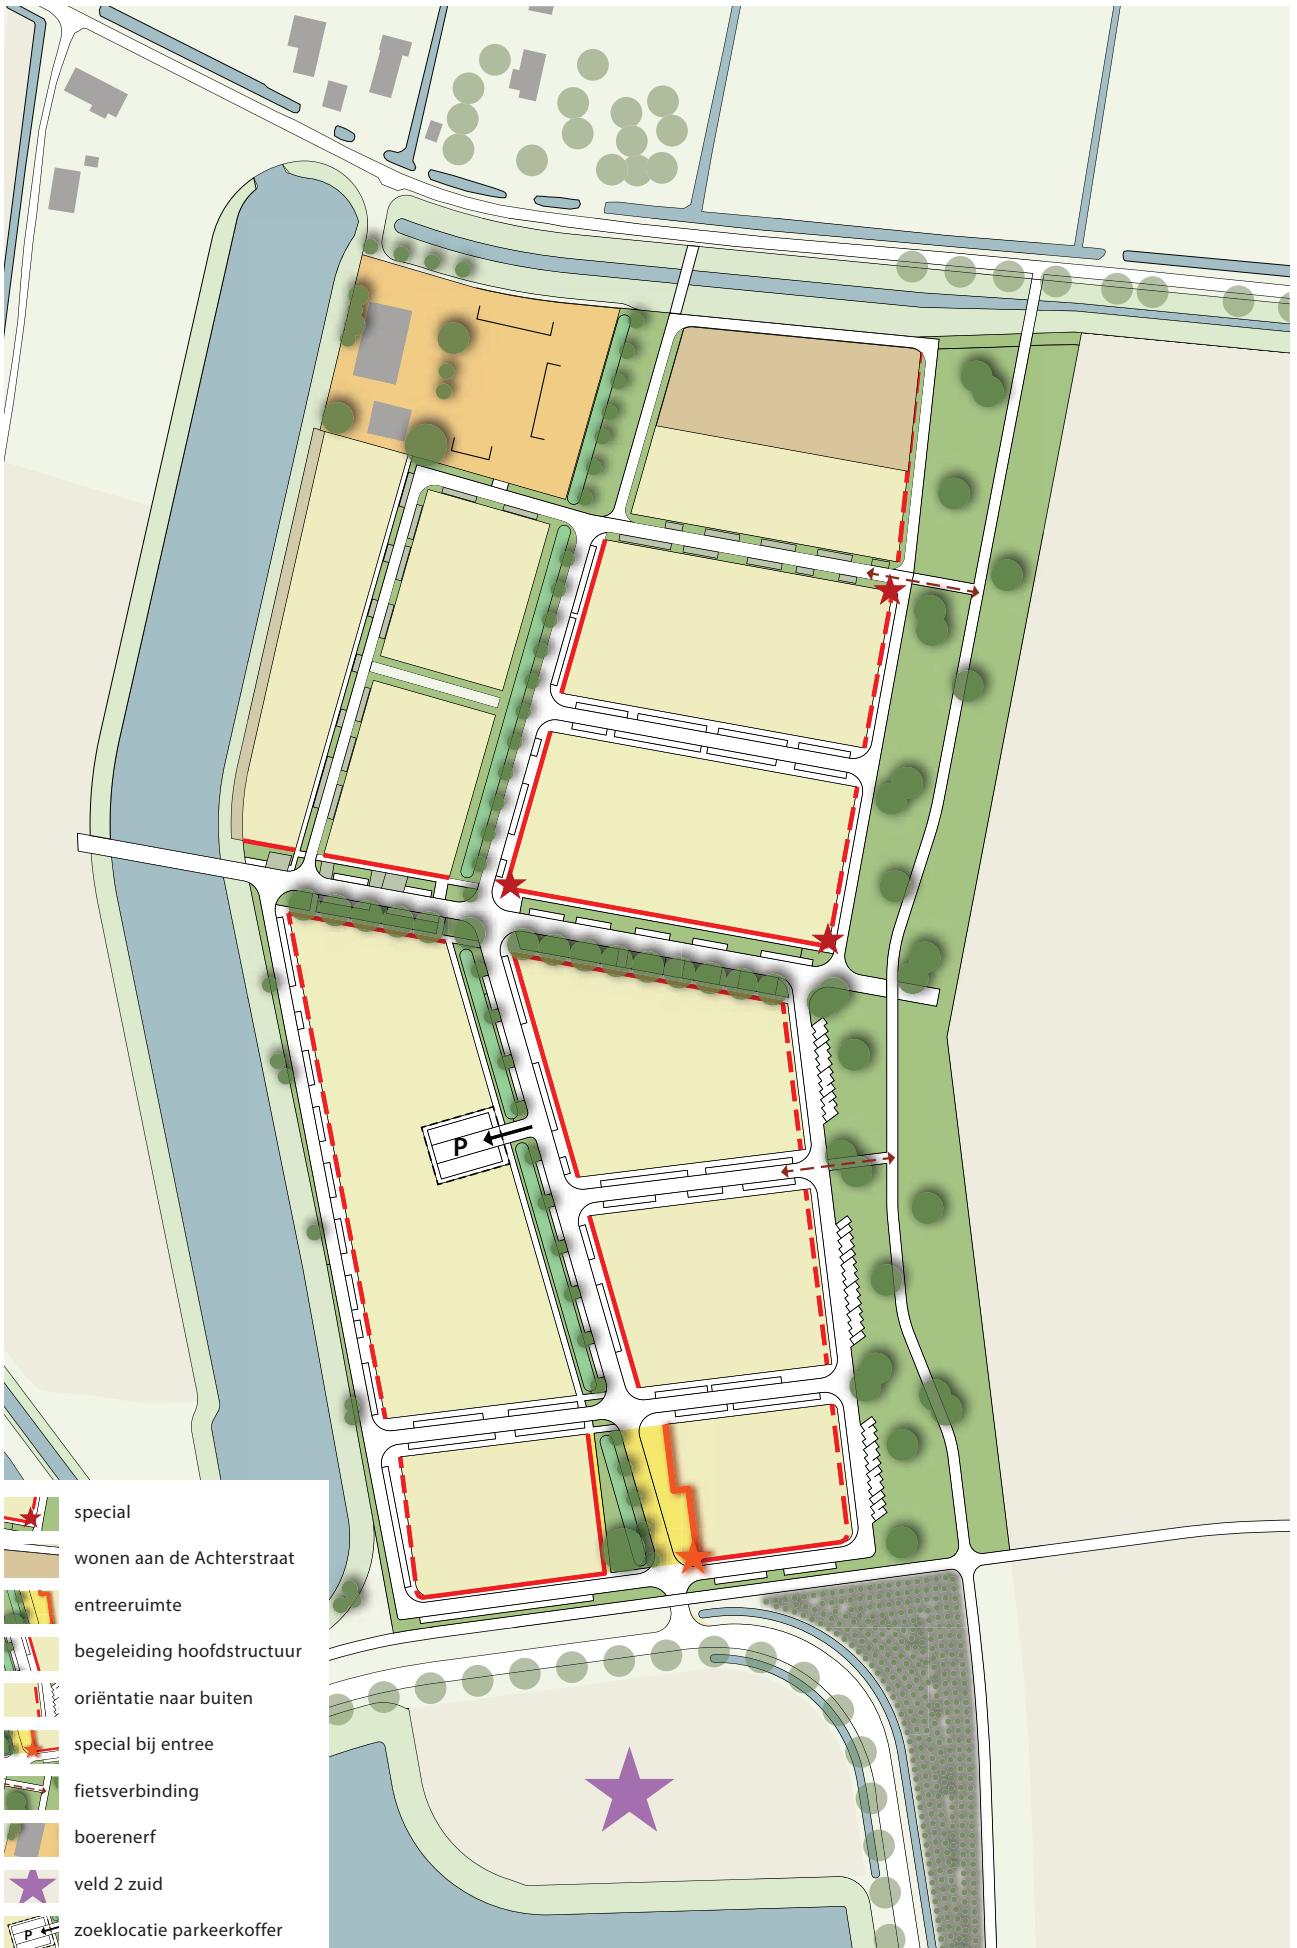 P
special
wonen aan de Achterstraat
entreeruimte
begeleiding hoofdstructuur
oriëntatie naar buiten
special bij entree
fietsverbinding
boerenerf
veld 2 zuid
P
zoeklocatie parkeerkoffer